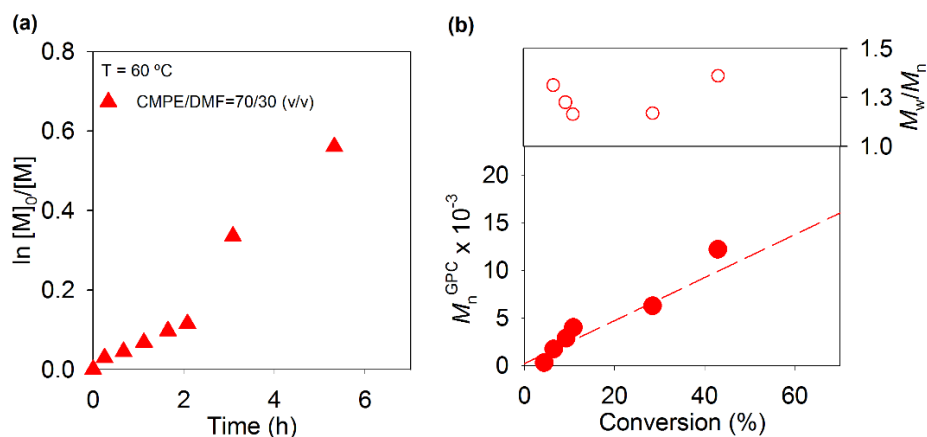 (a)
0.8
0.6
0.4
0.2
0.0
ln [M]₀/[M]
T = 60 ºC
CMPE/DMF=70/30 (v/v)
0 2 4 6
Time (h)
(b)
1.5
1.3
1.0
Mw/Mn
20
15
10
5
0
Mn^GPC x 10⁻³
0 20 40 60
Conversion (%)